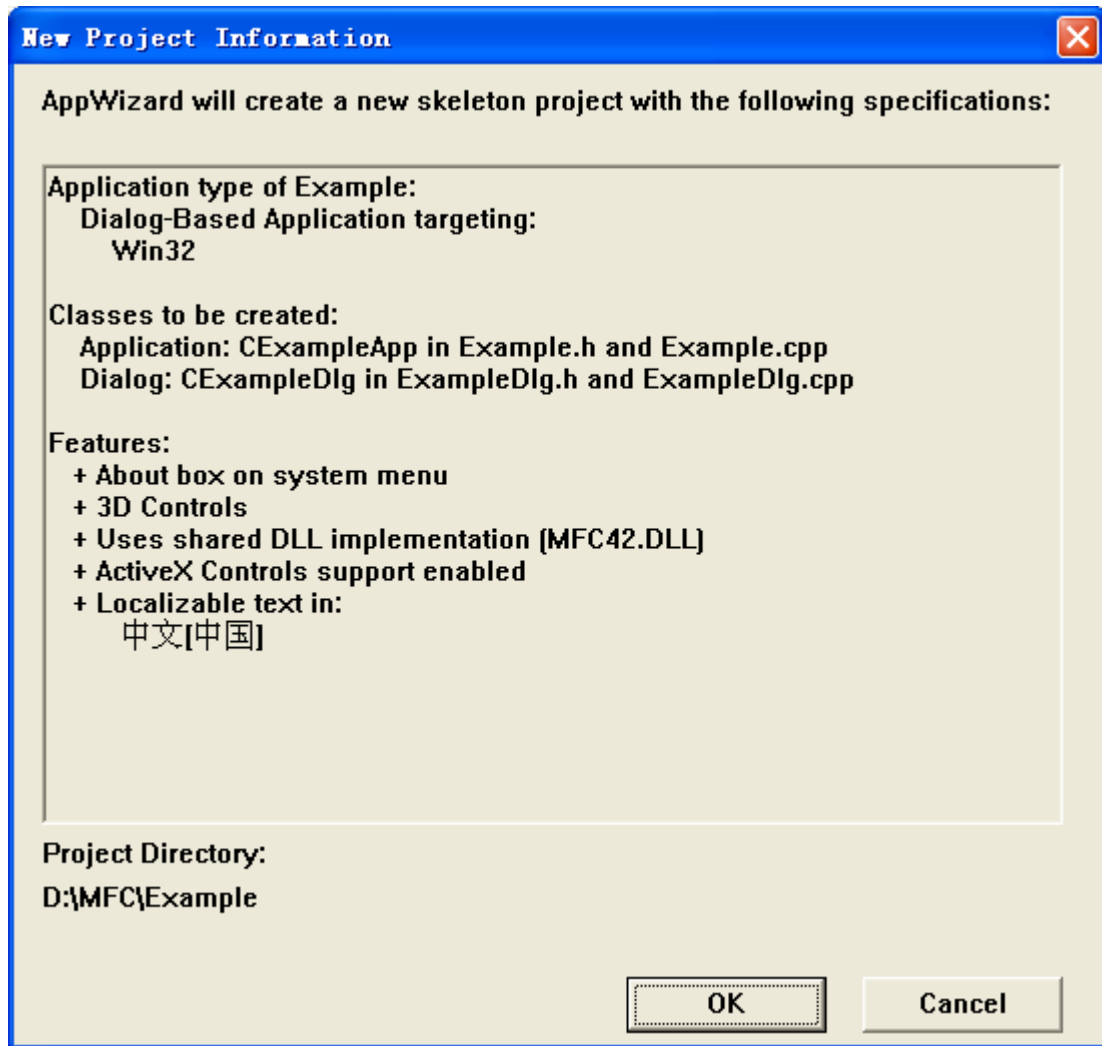 New Project Information
AppWizard will create a new skeleton project with the following specifications:
Application type of Example:
Dialog-Based Application targeting:
Win32
Classes to be created:
Application: CExampleApp in Example.h and Example.cpp
Dialog: CExampleDlg in ExampleDlg.h and ExampleDlg.cpp
Features:
+ About box on system menu
+ 3D Controls
+ Uses shared DLL implementation (MFC42.DLL)
+ ActiveX Controls support enabled
+ Localizable text in:
中文[中国]
Project Directory:
D:\MFC\Example
OK Cancel